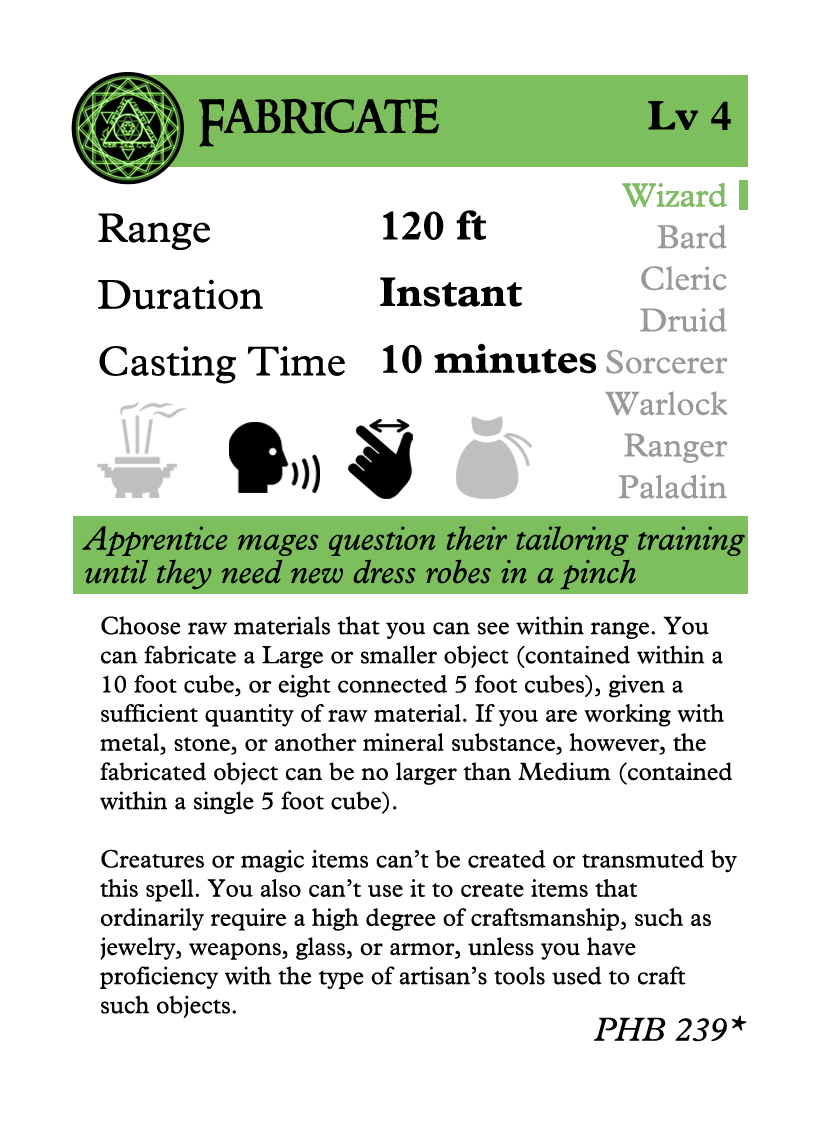 FABRICATE
Lv 4
Range 120 ft
Duration Instant
Casting Time 10 minutes
Wizard
Bard
Cleric
Druid
Sorcerer
Warlock
Ranger
Paladin
Apprentice mages question their tailoring training
until they need new dress robes in a pinch
Choose raw materials that you can see within range. You
can fabricate a Large or smaller object (contained within a
10 foot cube, or eight connected 5 foot cubes), given a
sufficient quantity of raw material. If you are working with
metal, stone, or another mineral substance, however, the
fabricated object can be no larger than Medium (contained
within a single 5 foot cube).
Creatures or magic items can’t be created or transmuted by
this spell. You also can’t use it to create items that
ordinarily require a high degree of craftsmanship, such as
jewelry, weapons, glass, or armor, unless you have
proficiency with the type of artisan’s tools used to craft
such objects.
PHB 239*